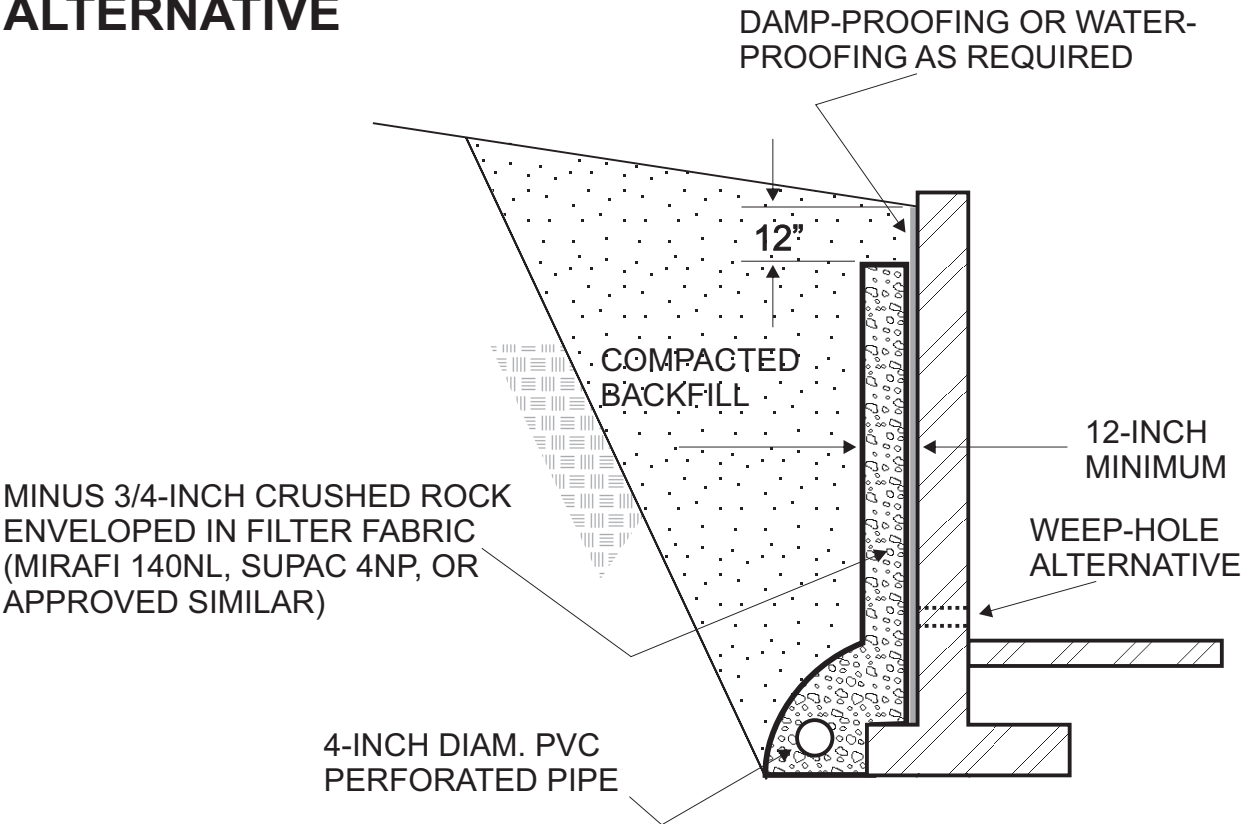 ALTERNATIVE
DAMP-PROOFING OR WATER-
PROOFING AS REQUIRED
12”
COMPACTED
BACKFILL
12-INCH
MINIMUM
MINUS 3/4-INCH CRUSHED ROCK
ENVELOPED IN FILTER FABRIC
(MIRAFI 140NL, SUPAC 4NP, OR
APPROVED SIMILAR)
WEEP-HOLE
ALTERNATIVE
4-INCH DIAM. PVC
PERFORATED PIPE